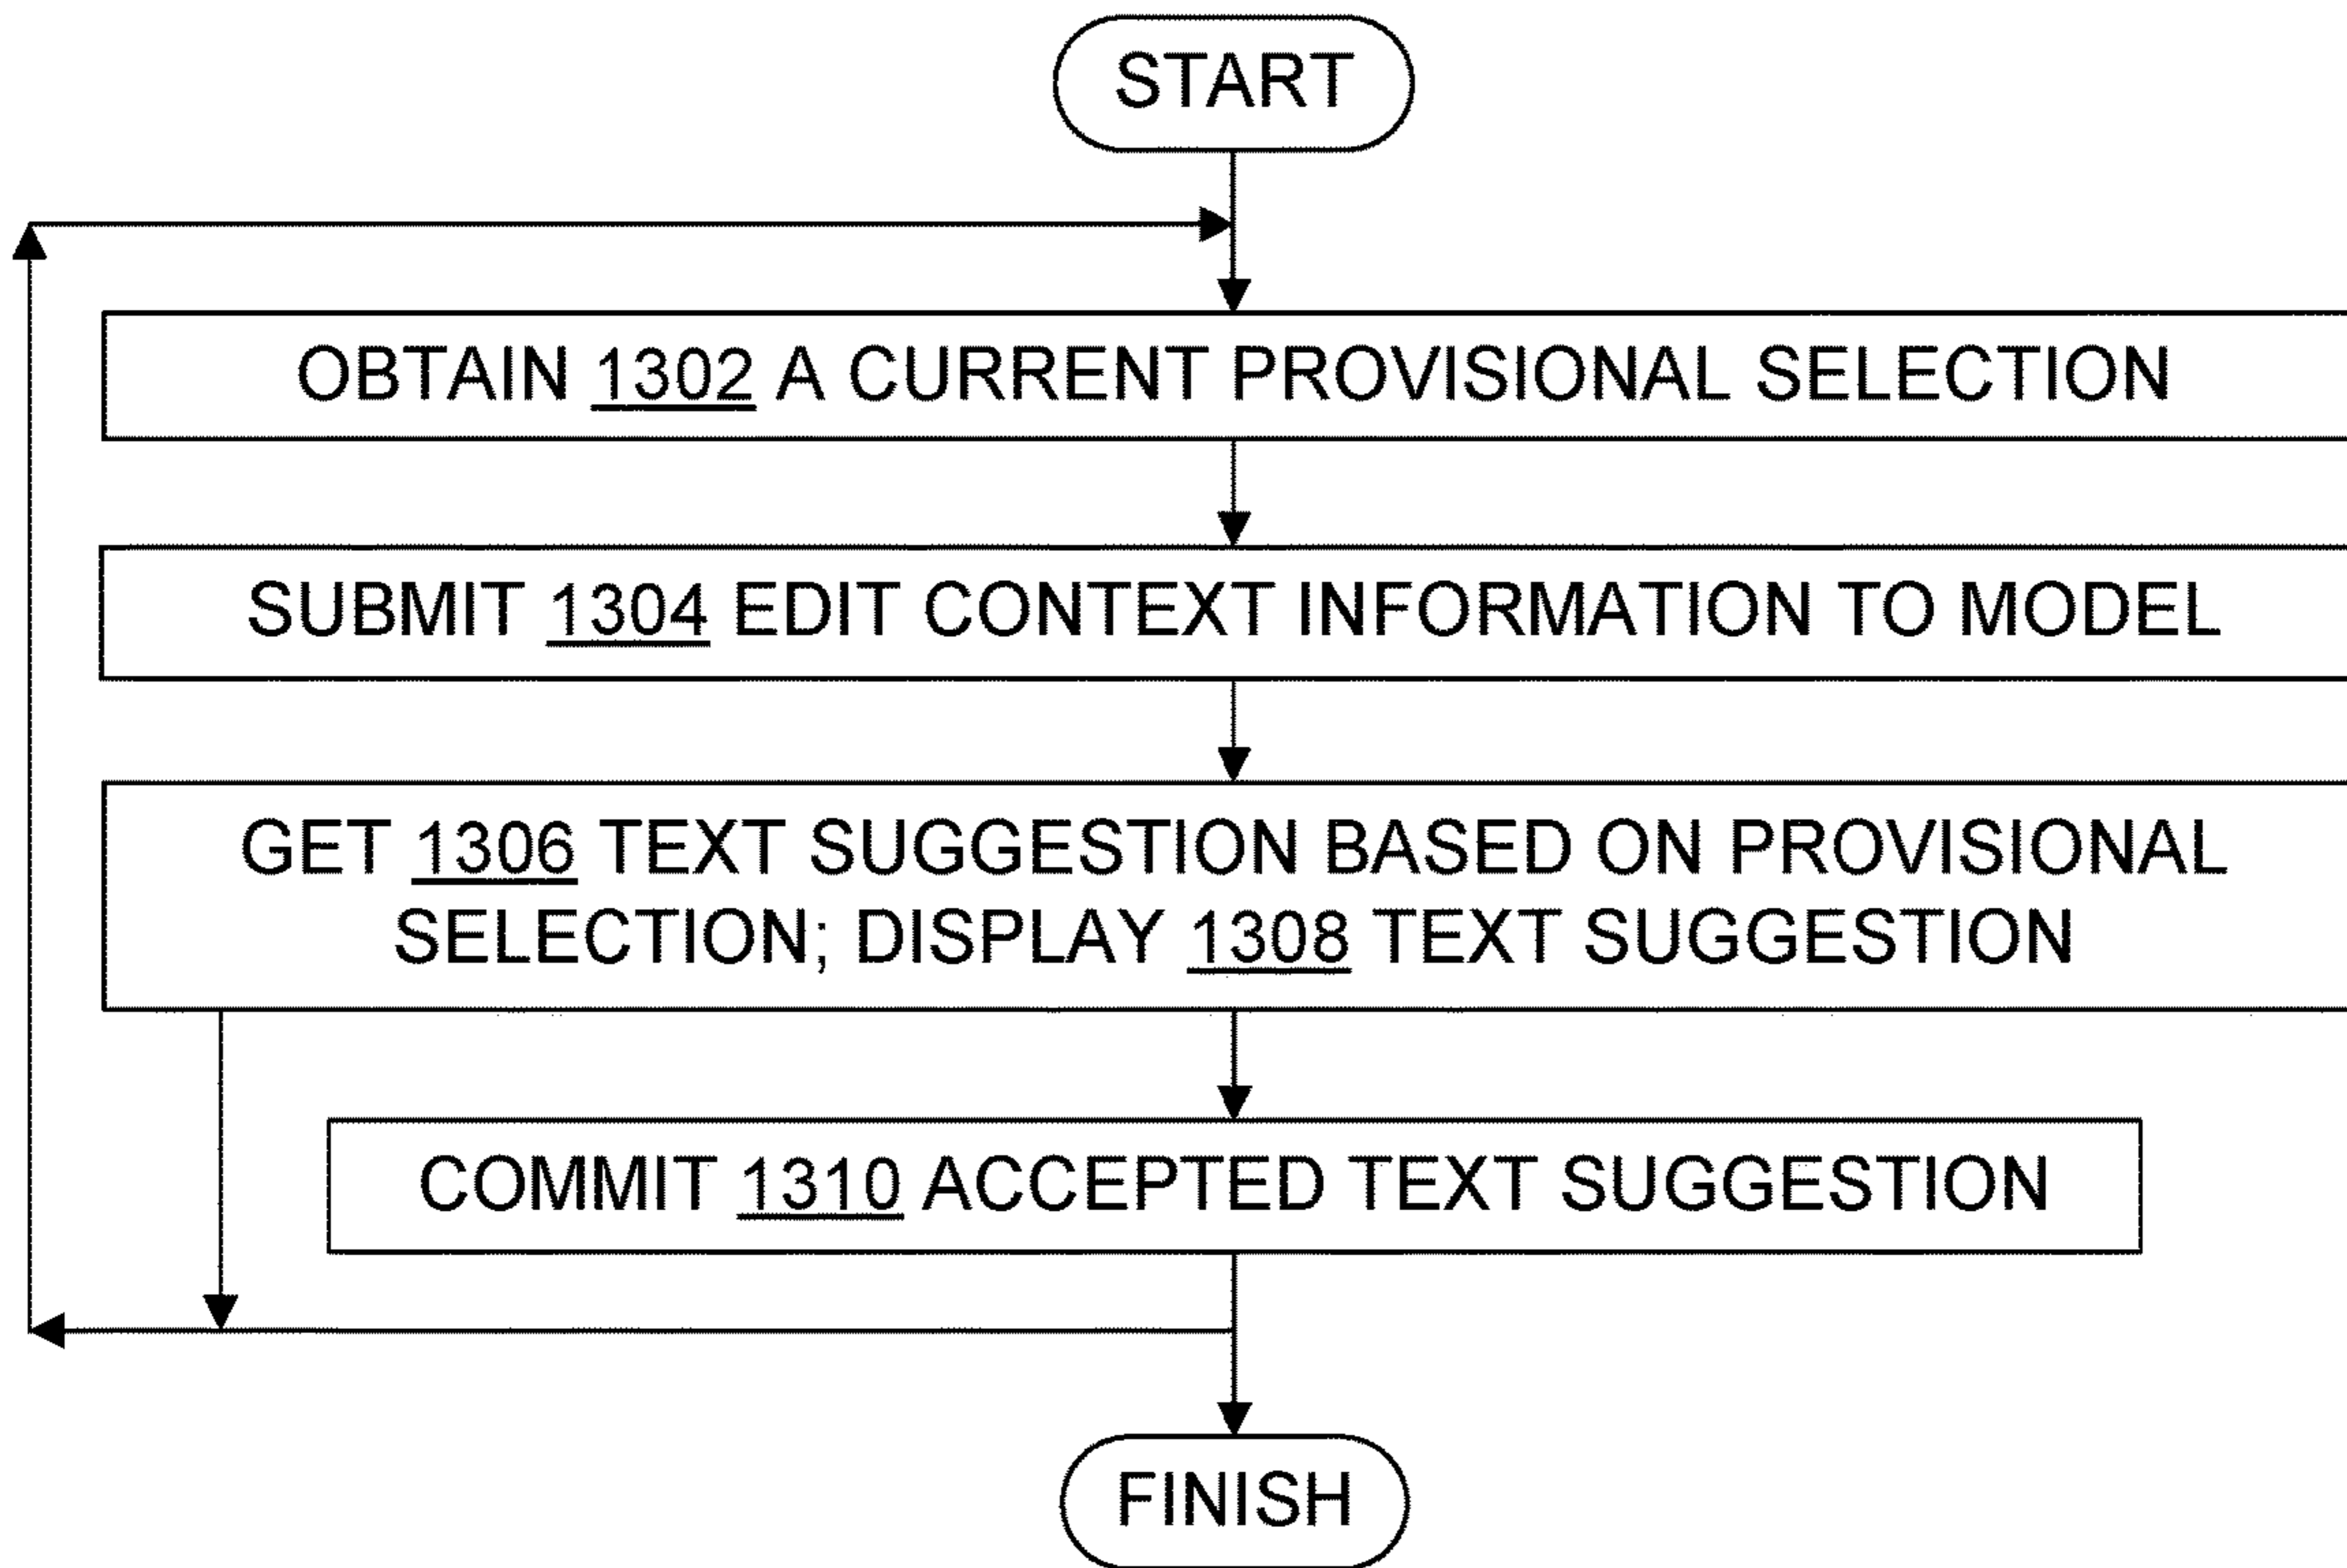 START
OBTAIN 1302 A CURRENT PROVISIONAL SELECTION
SUBMIT 1304 EDIT CONTEXT INFORMATION TO MODEL
GET 1306 TEXT SUGGESTION BASED ON PROVISIONAL
SELECTION; DISPLAY 1308 TEXT SUGGESTION
COMMIT 1310 ACCEPTED TEXT SUGGESTION
FINISH